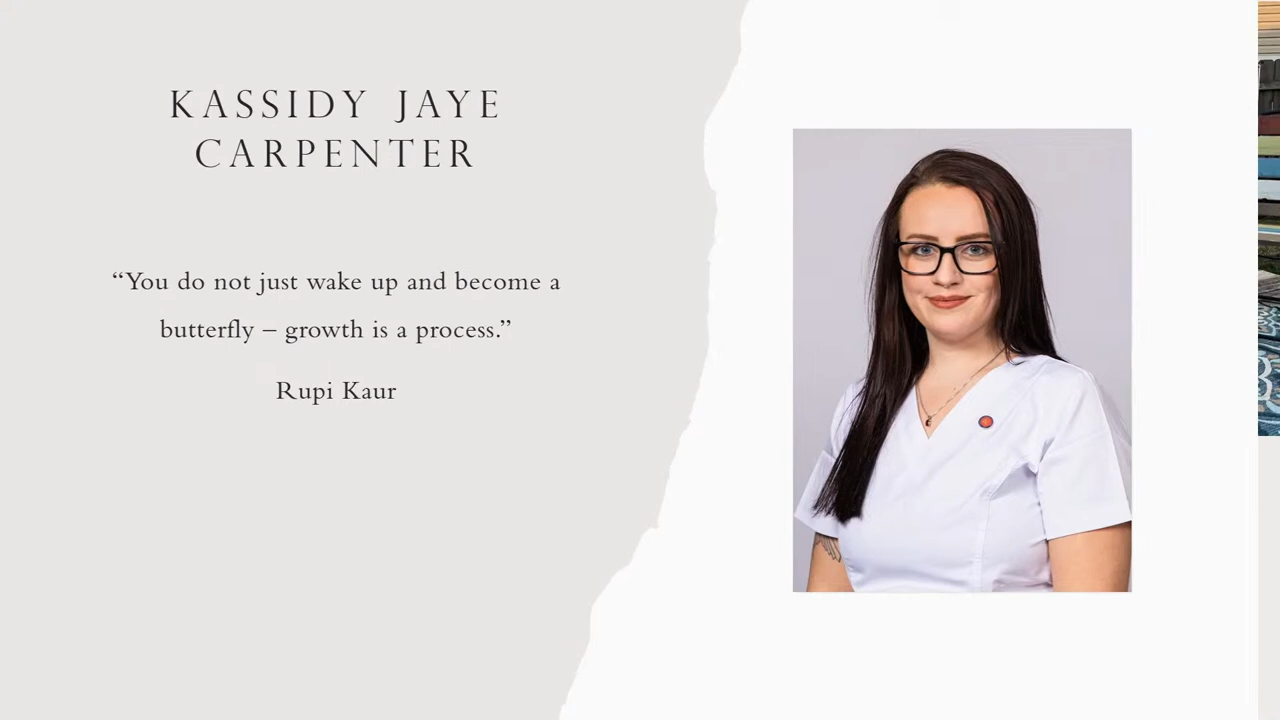 KASSIDY JAYE
CARPENTER
“You do not just wake up and become a
butterfly – growth is a process.”
Rupi Kaur